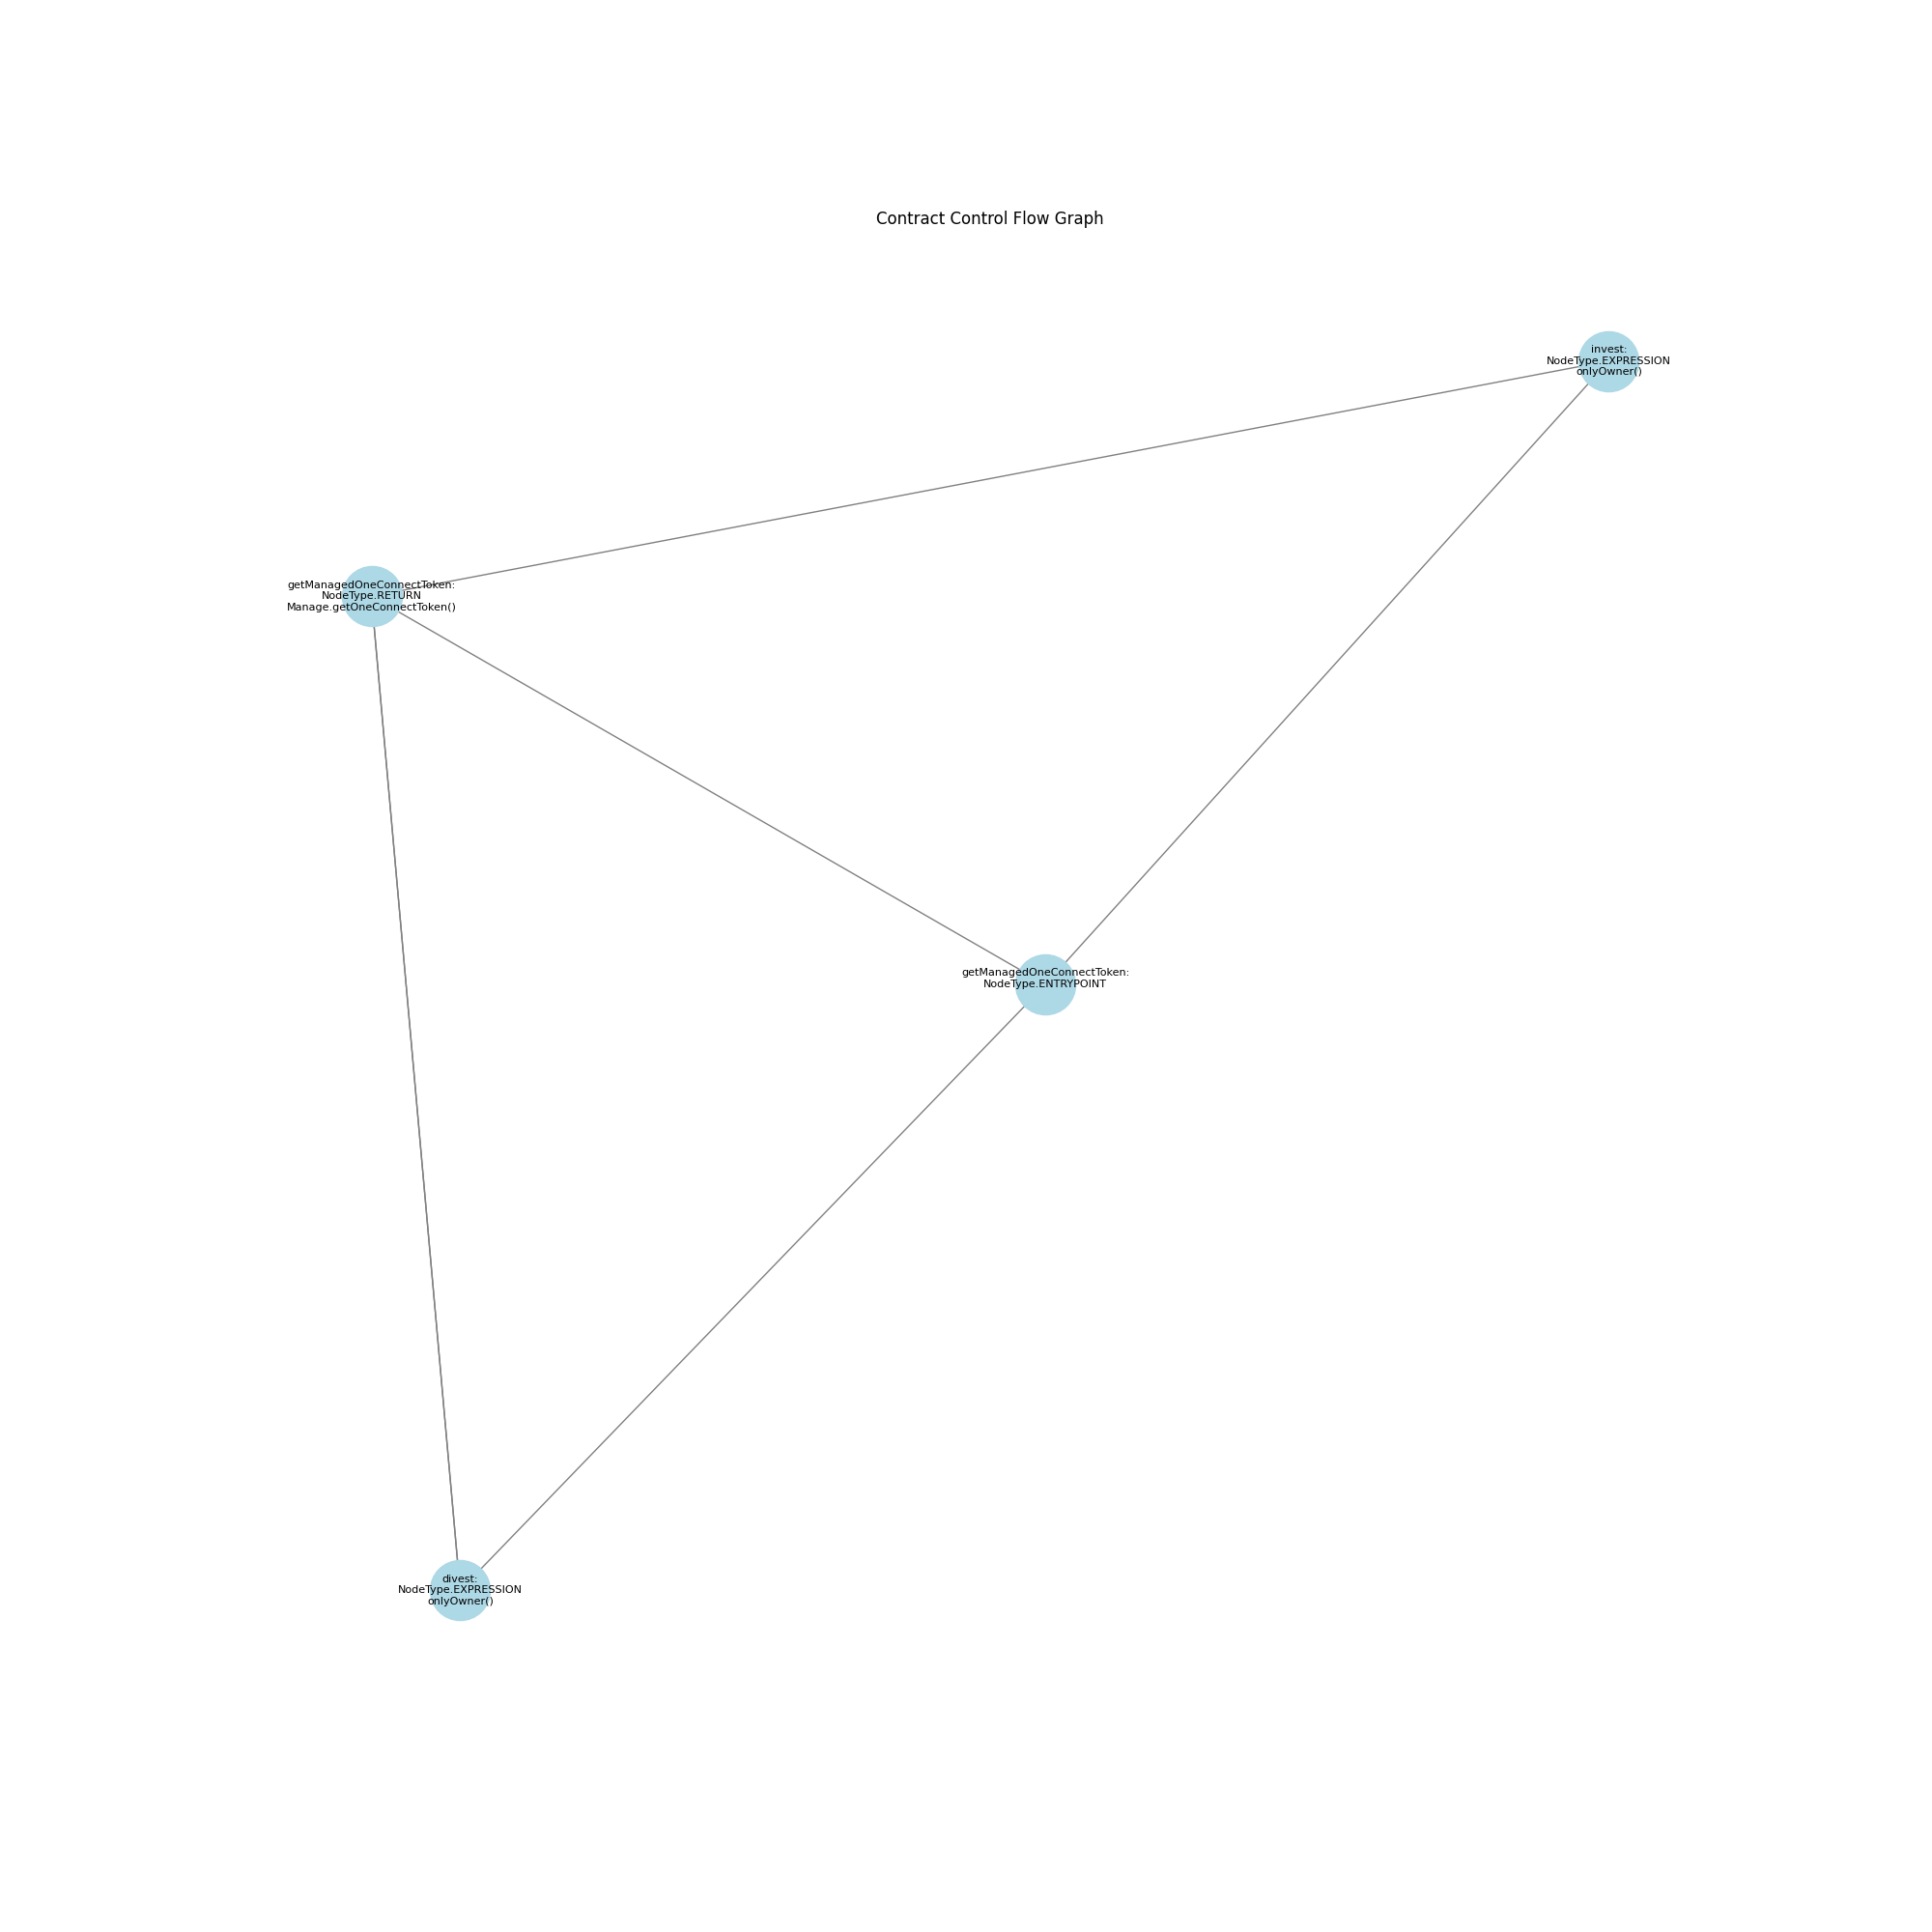 Contract Control Flow Graph
invest:
NodeType.EXPRESSION
onlyOwner()
getManagedOneConnectToken:
NodeType.RETURN
Manage.getOneConnectToken()
getManagedOneConnectToken:
NodeType.ENTRYPOINT
divest:
NodeType.EXPRESSION
onlyOwner()